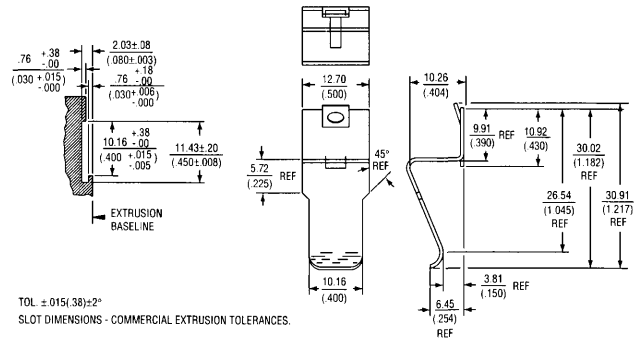 .76 +.38 -.00
(.030 +.015 -.000)
2.03±.08
(.080±.003)
.76 +.18 -.00
(.030 +.006 -.000)
10.16 +.38 -.00
(.400 +.015 -.005)
11.43±.20
(.450±.008)
EXTRUSION
BASELINE
12.70
(.500)
5.72
(.225)
REF
45°
REF
10.16
(.400)
10.26
(.404)
9.91
(.390)
REF
10.92
(.430)
30.02
(1.182)
REF
30.91
(1.217)
REF
26.54
(1.045)
REF
3.81
(.150)
REF
6.45
(.254)
REF
TOL. ±.015(.38)±2°
SLOT DIMENSIONS - COMMERCIAL EXTRUSION TOLERANCES.